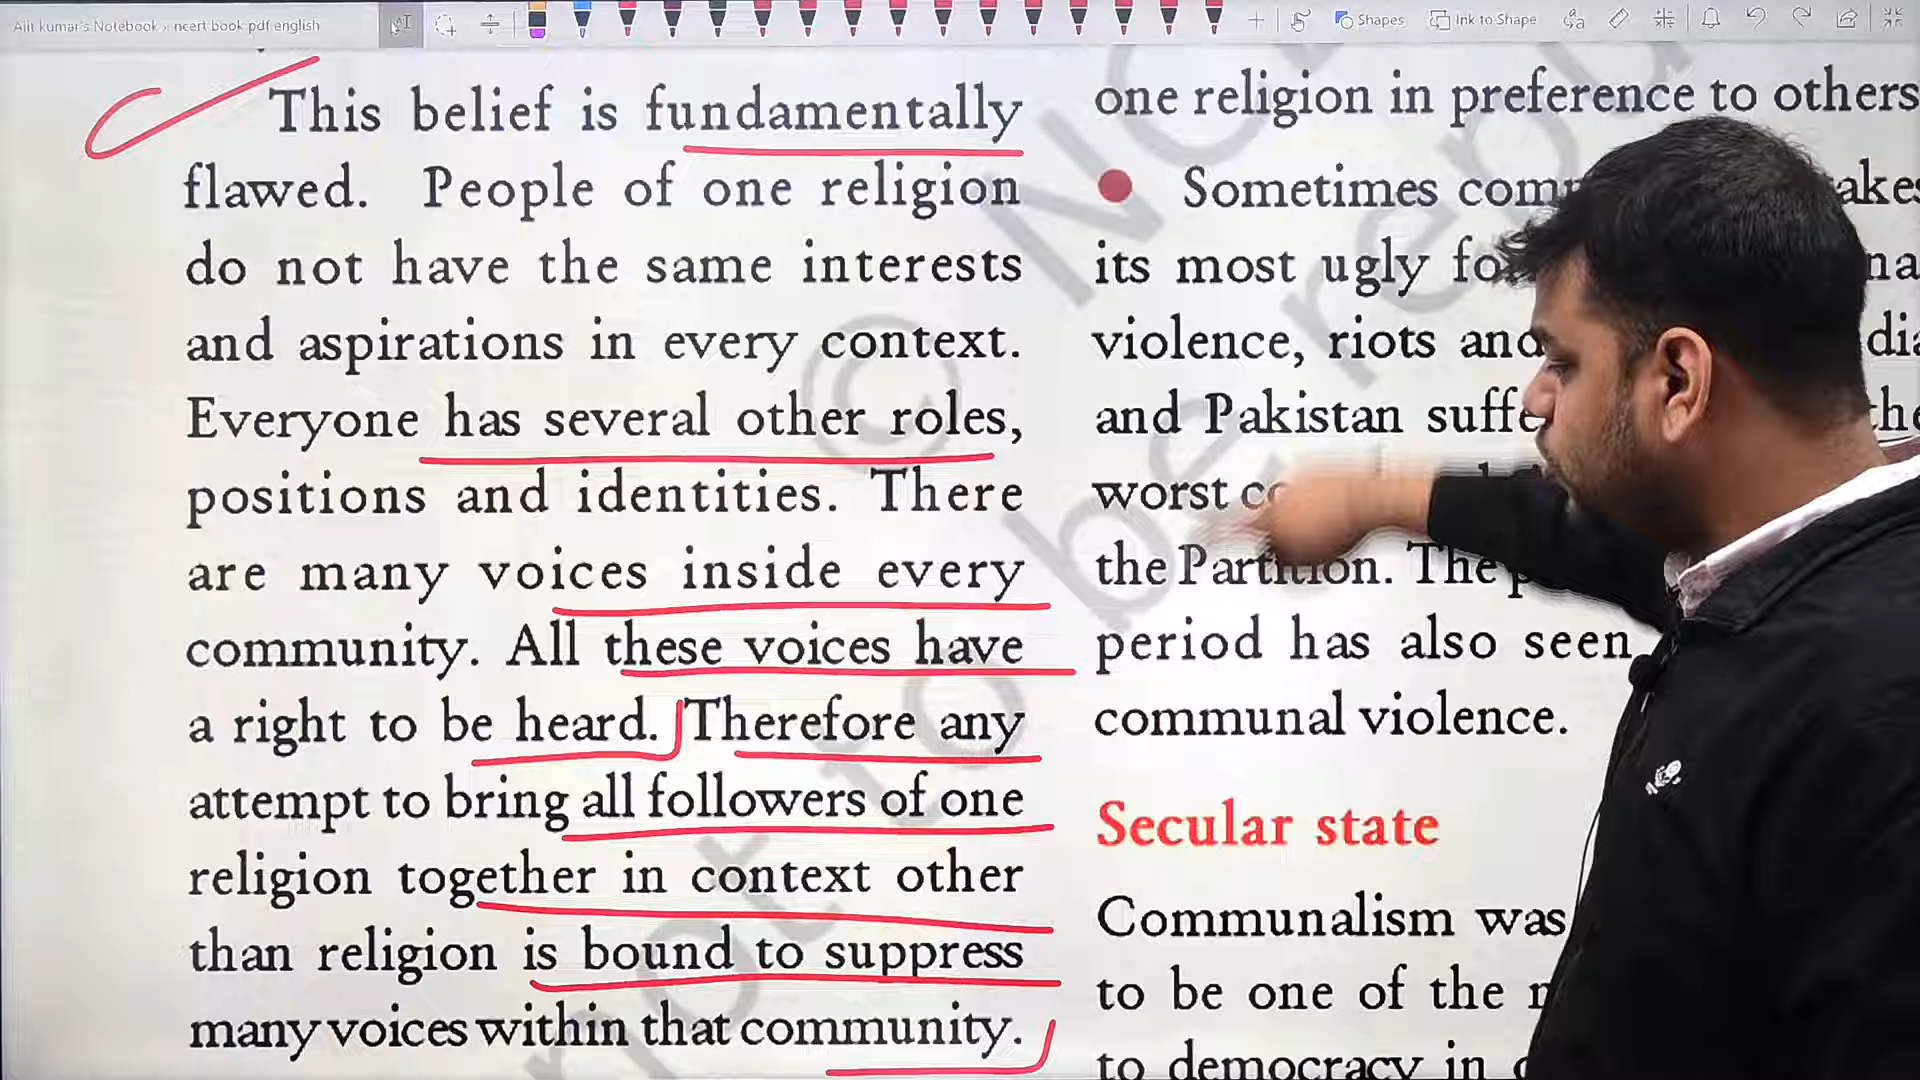 Ajit kumar's Notebook › ncert book pdf english
Shapes
Ink to Shape
This belief is fundamentally
flawed. People of one religion
do not have the same interests
and aspirations in every context.
Everyone has several other roles,
positions and identities. There
are many voices inside every
community. All these voices have
a right to be heard. Therefore any
attempt to bring all followers of one
religion together in context other
than religion is bound to suppress
many voices within that community.
one religion in preference to others
Sometimes
its most ugly
violence, riots and
and Pakistan
worst
the Partition. The
period has also seen
communal violence.
Secular state
Communalism was
to be one of the
to democracy in
© not to be